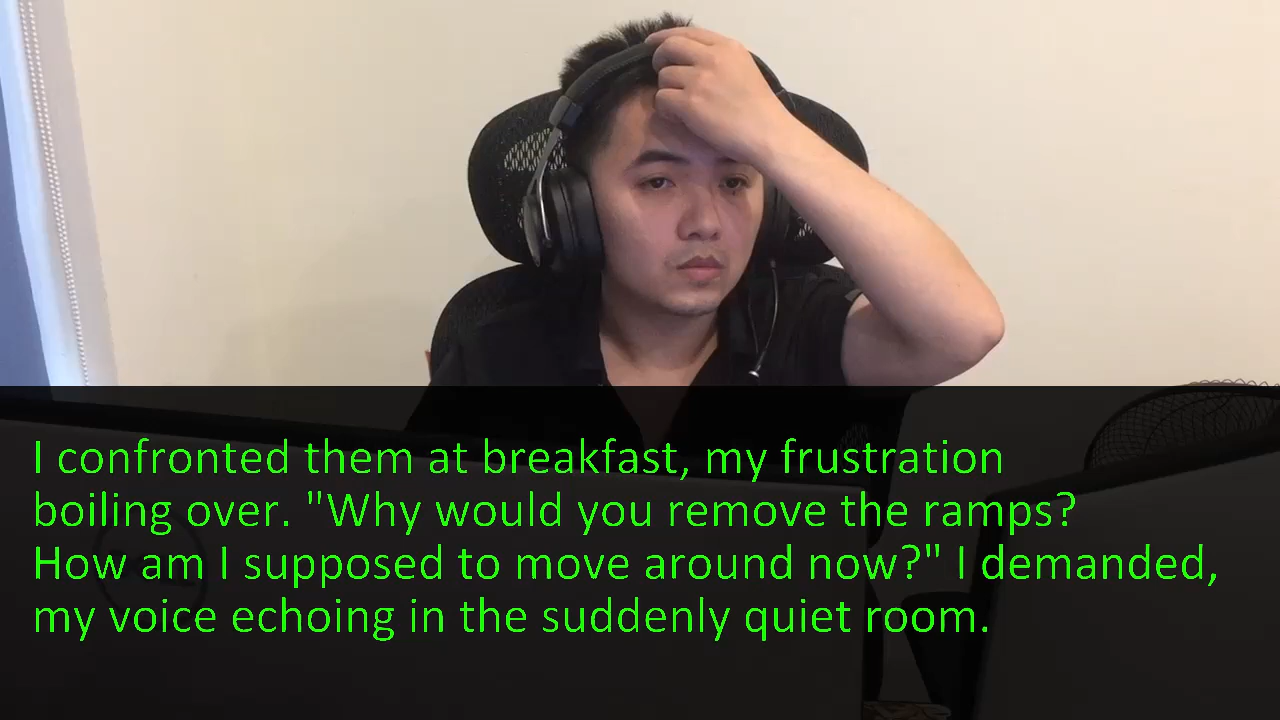 I confronted them at breakfast, my frustration
boiling over. "Why would you remove the ramps?
How am I supposed to move around now?" I demanded,
my voice echoing in the suddenly quiet room.